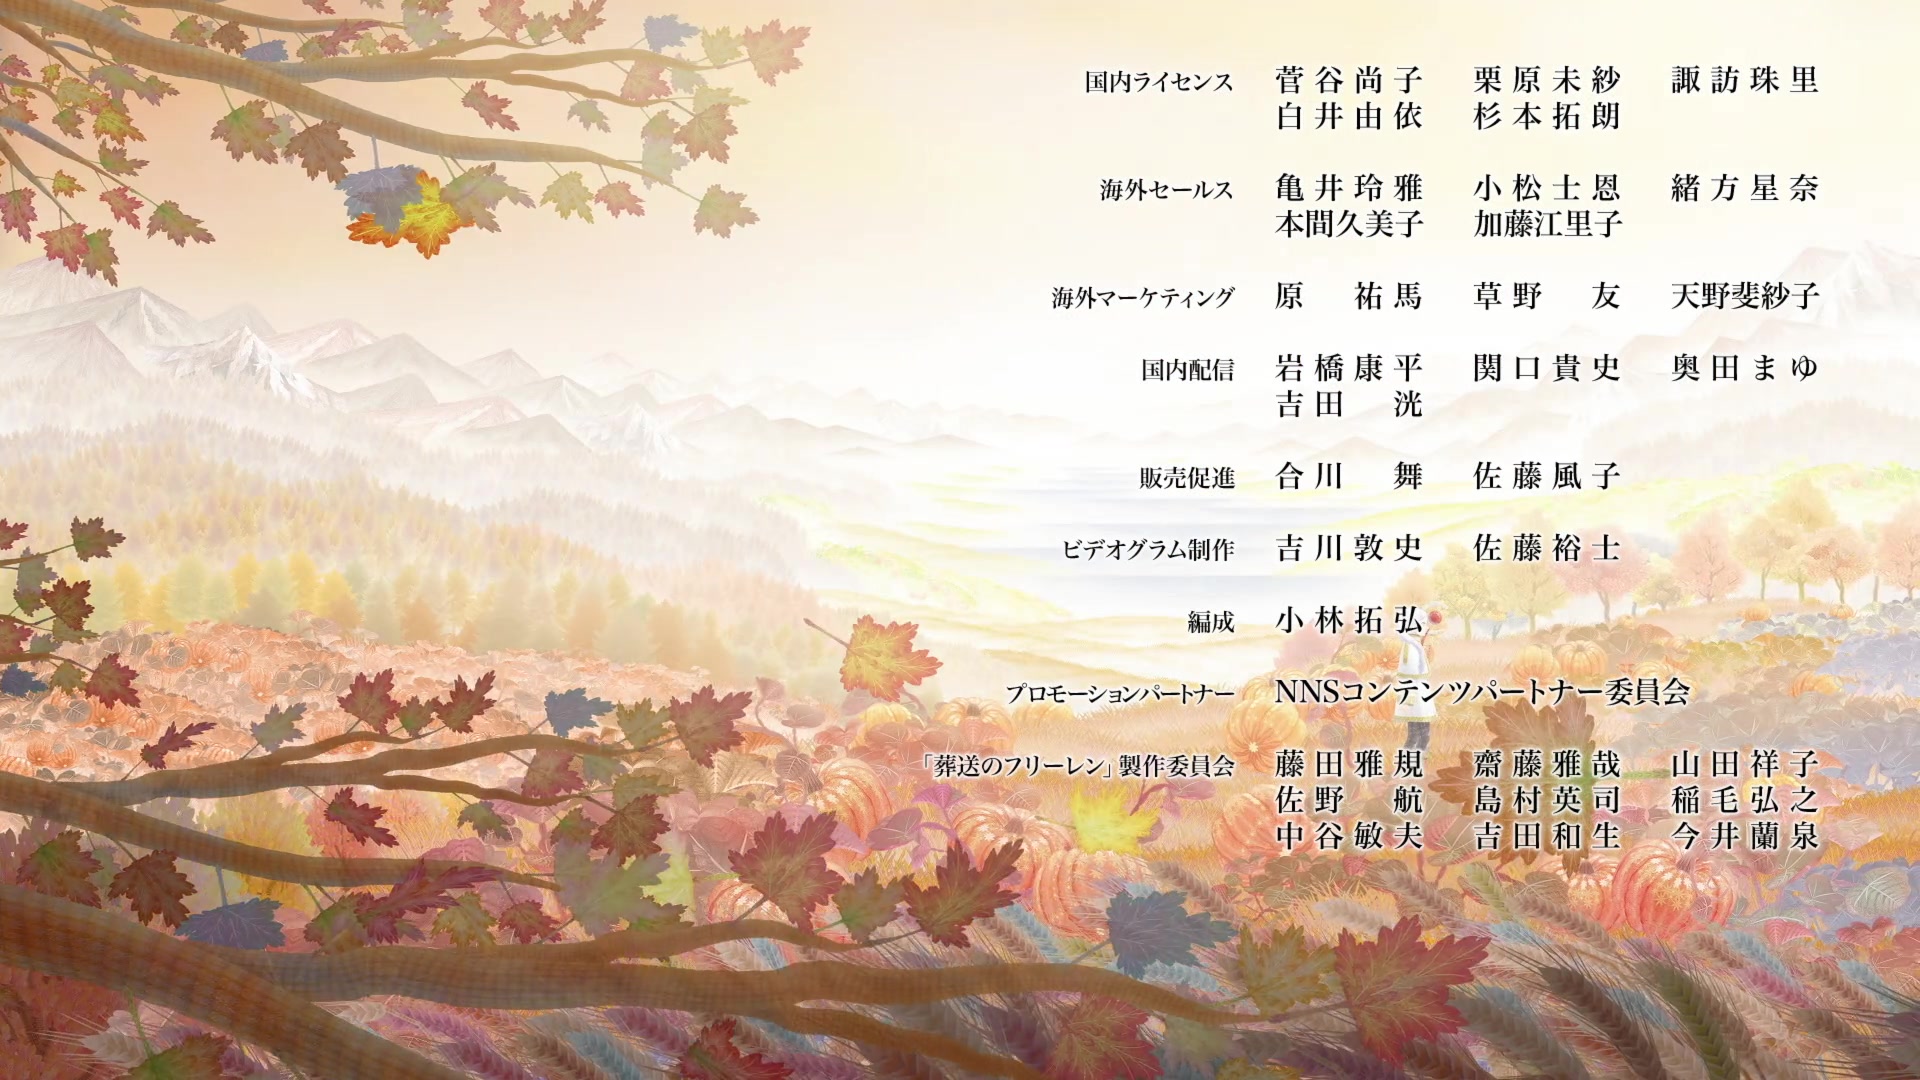 国内ライセンス 菅谷尚子 栗原未紗 諏訪珠里
白井由依 杉本拓朗
海外セールス 亀井玲雅 小松士恩 緒方星奈
本間久美子 加藤江里子
海外マーケティング 原 祐馬 草野 友 天野斐紗子
国内配信 岩橋康平 関口貴史 奥田まゆ
吉田 洸
販売促進 合川 舞 佐藤風子
ビデオグラム制作 吉川敦史 佐藤裕士
編成 小林拓弘
プロモーションパートナー NNSコンテンツパートナー委員会
「葬送のフリーレン」製作委員会 藤田雅規 齋藤雅哉 山田祥子
佐野 航 島村英司 稲毛弘之
中谷敏夫 吉田和生 今井蘭泉